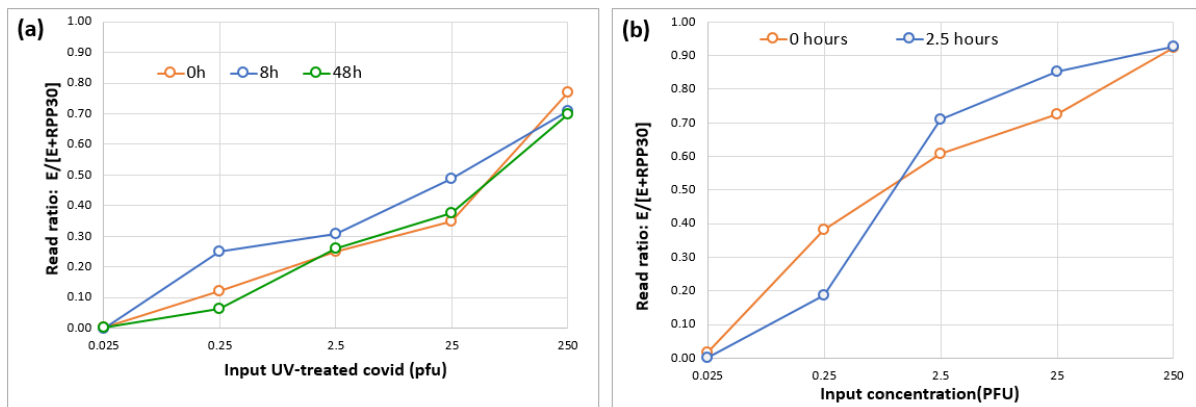 (a)
Read ratio: E/[E+RPP30]
1.00
0.90
0.80
0.70
0.60
0.50
0.40
0.30
0.20
0.10
0.00
0h 8h 48h
0.025 0.25 2.5 25 250
Input UV-treated covid (pfu)
(b)
Read ratio: E/[E+RPP30]
1.00
0.90
0.80
0.70
0.60
0.50
0.40
0.30
0.20
0.10
0.00
0 hours 2.5 hours
0.025 0.25 2.5 25 250
Input concentration(PFU)